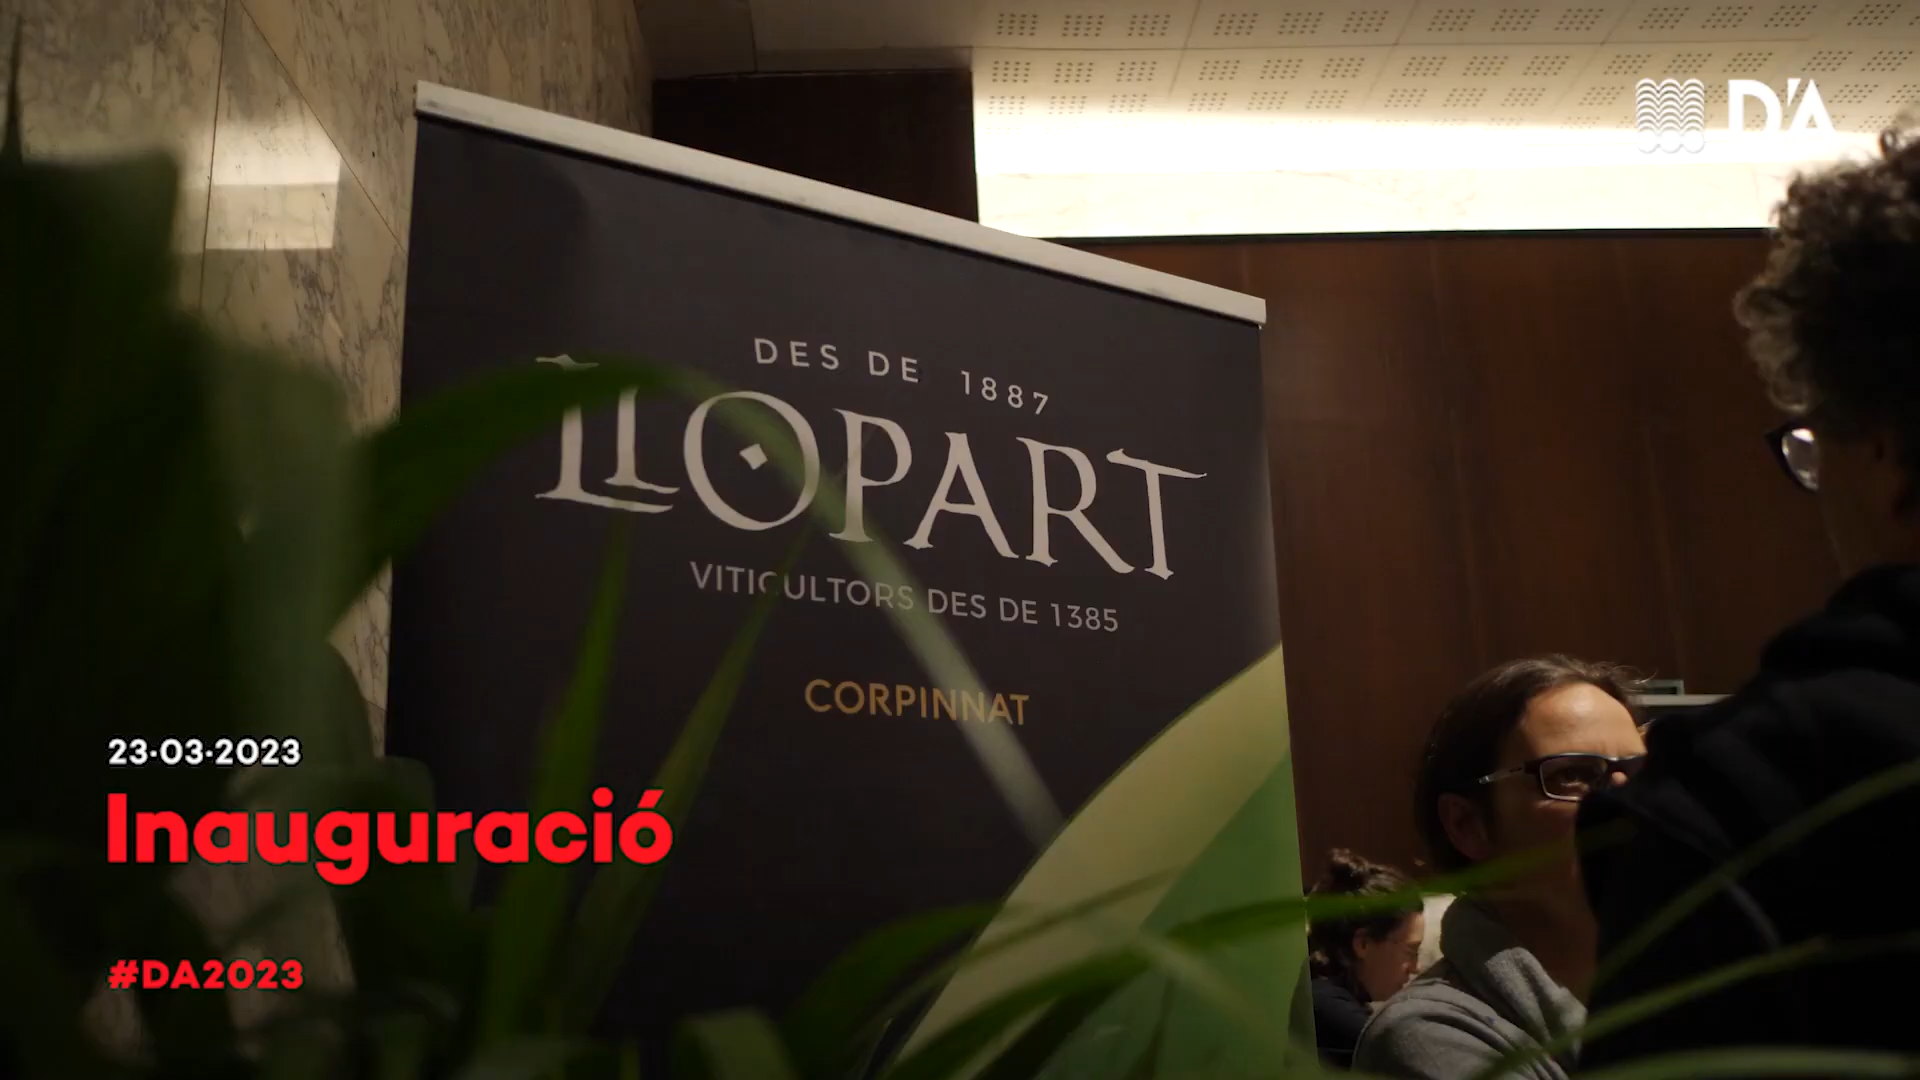 D'A
DES DE 1887
LLOPART
VITICULTORS DES DE 1385
CORPINNAT
23·03·2023
Inauguració
#DA2023